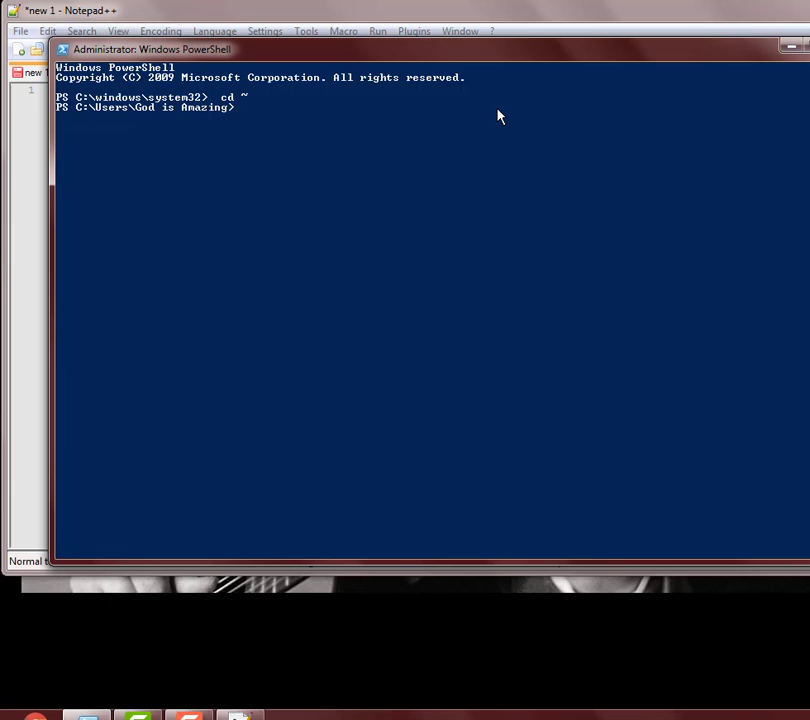 *new 1 - Notepad++
File Edit Search View Encoding Language Settings Tools Macro Run Plugins Window ?
Administrator: Windows PowerShell
new 1
1
Windows PowerShell
Copyright (C) 2009 Microsoft Corporation. All rights reserved.
PS C:\windows\system32>  cd ~
PS C:\Users\God is Amazing>
Normal t